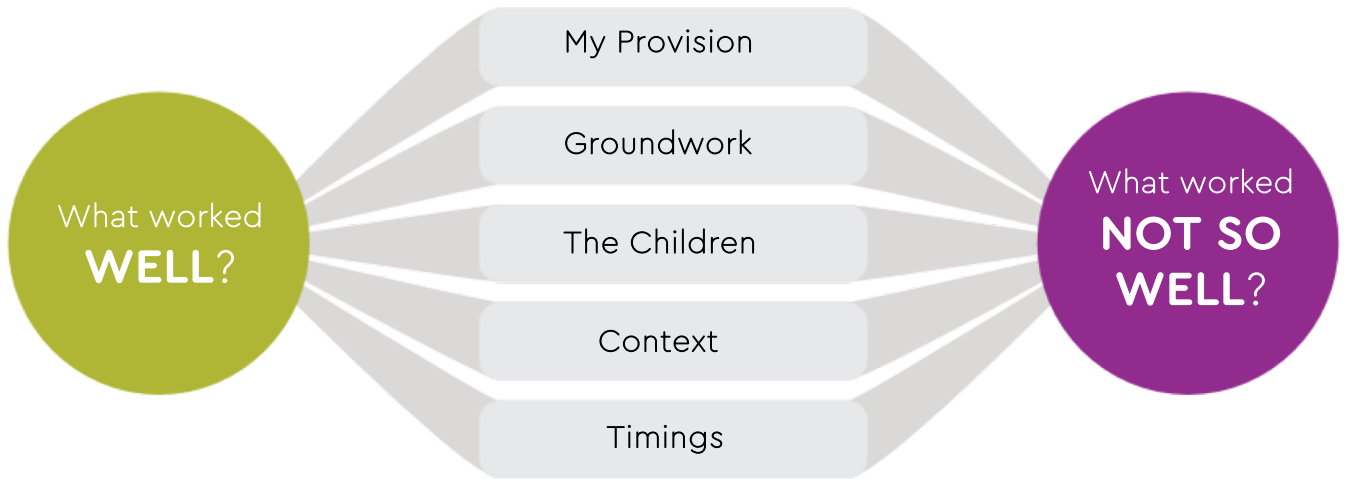 What worked
WELL?
My Provision
Groundwork
The Children
Context
Timings
What worked
NOT SO
WELL?